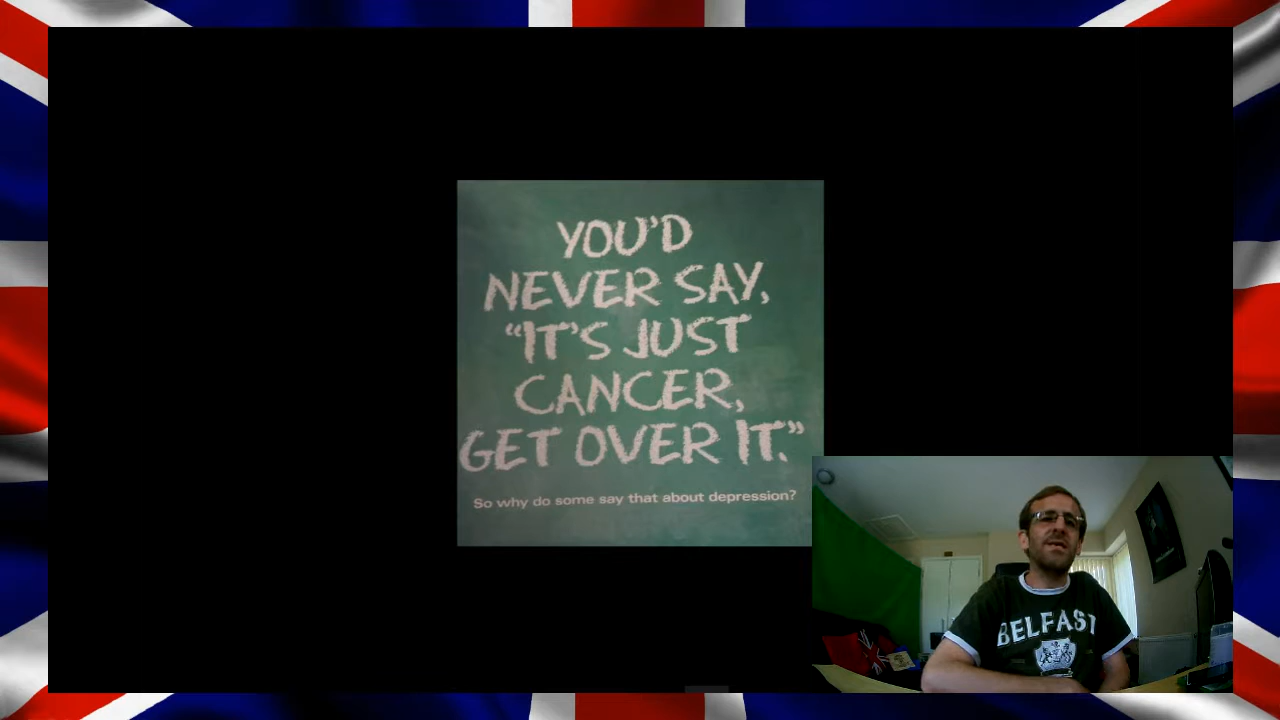 YOU'D
NEVER SAY,
“IT'S JUST
CANCER,
GET OVER IT.”
So why do some say that about depression?
BELFAST